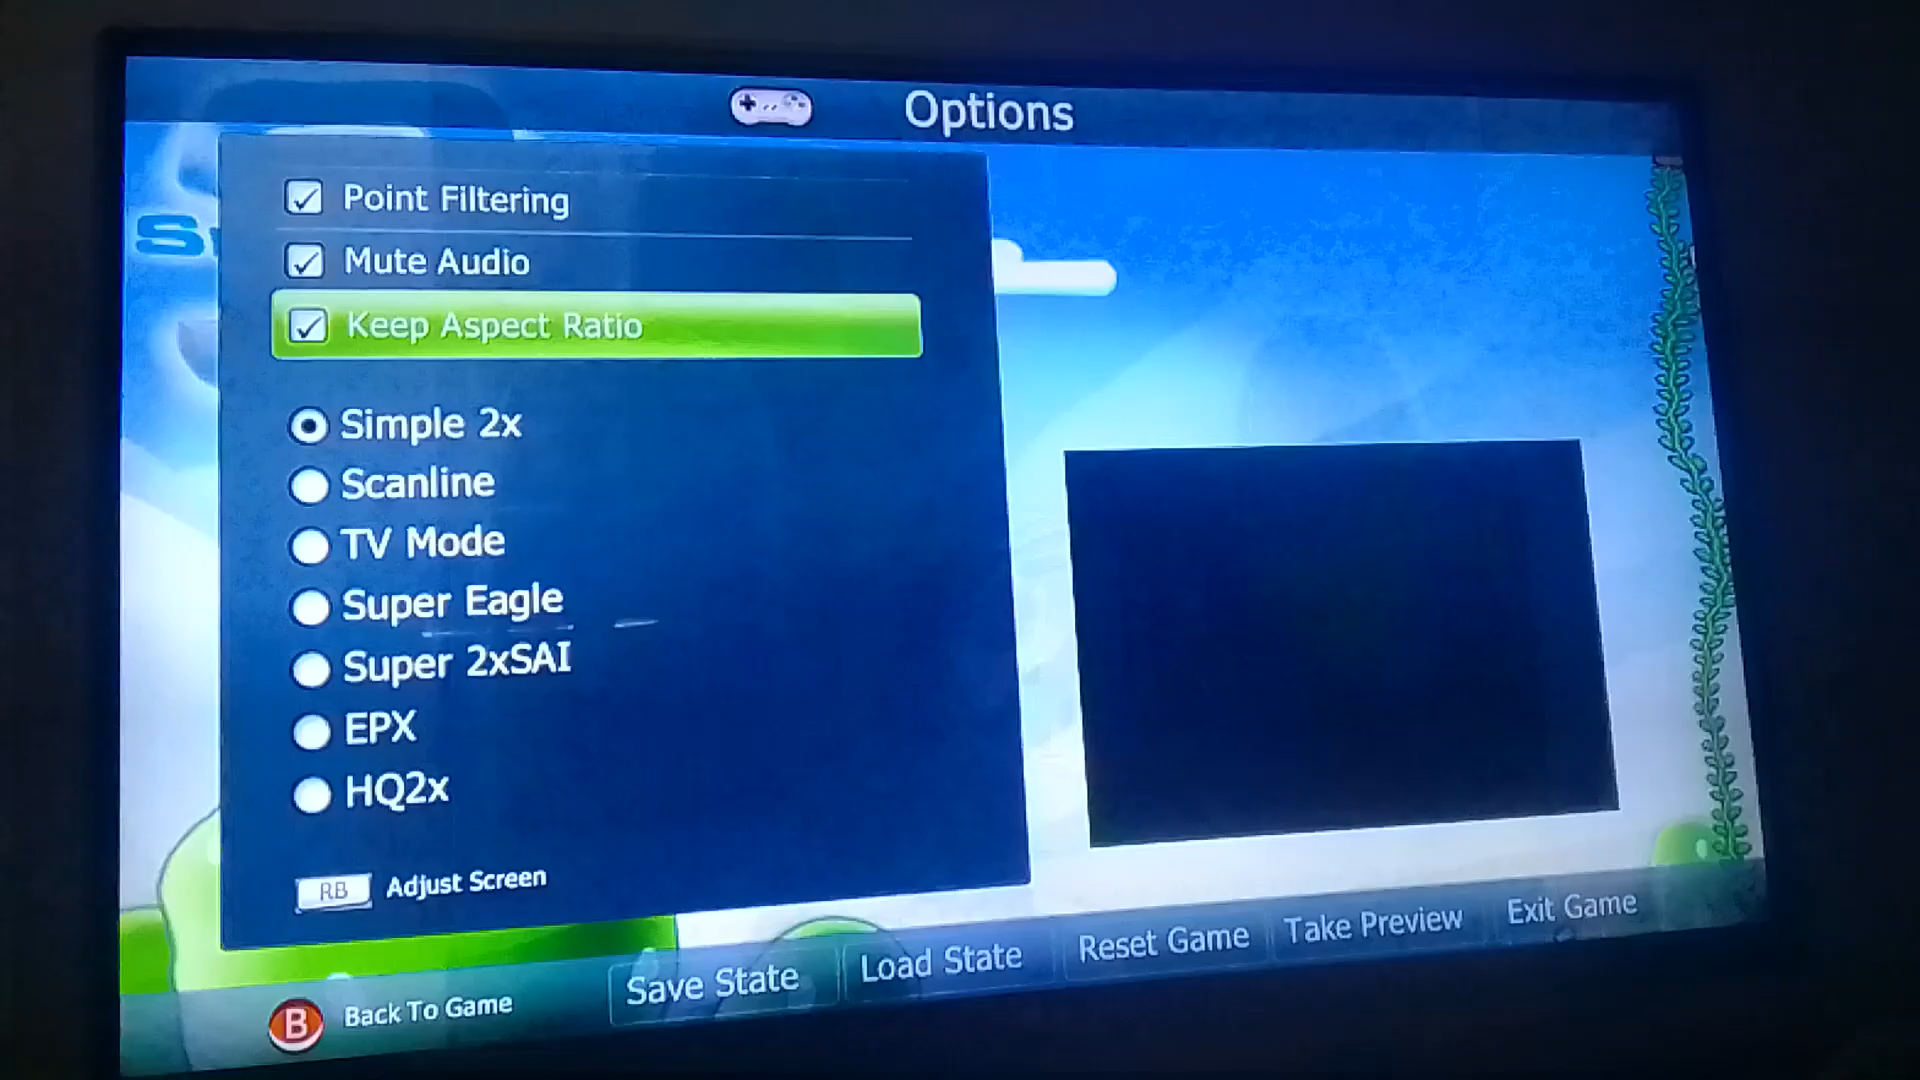 Options
Point Filtering
Mute Audio
Keep Aspect Ratio
Simple 2x
Scanline
TV Mode
Super Eagle
Super 2xSAI
EPX
HQ2x
RB Adjust Screen
B Back To Game
Save State
Load State
Reset Game
Take Preview
Exit Game